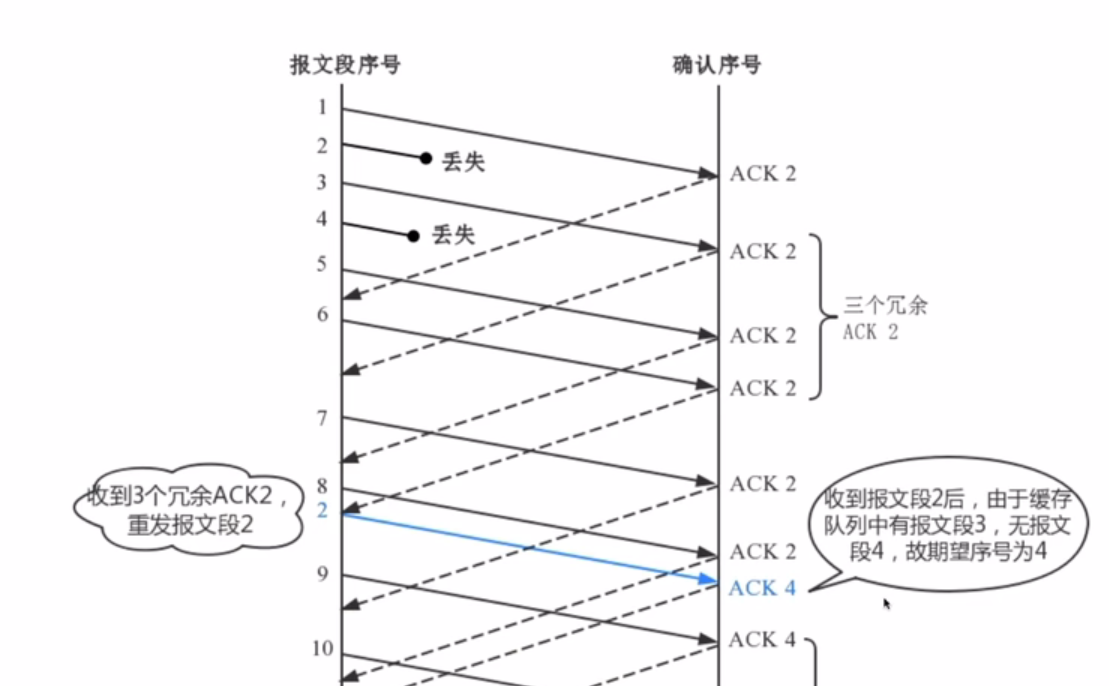 报文段序号
确认序号
1
2
丢失
3
ACK 2
4
丢失
ACK 2
5
三个冗余
ACK 2
6
ACK 2
ACK 2
7
收到3个冗余ACK2，
重发报文段2
8
ACK 2
2
收到报文段2后，由于缓存
队列中有报文段3，无报文
段4，故期望序号为4
ACK 2
9
ACK 4
10
ACK 4